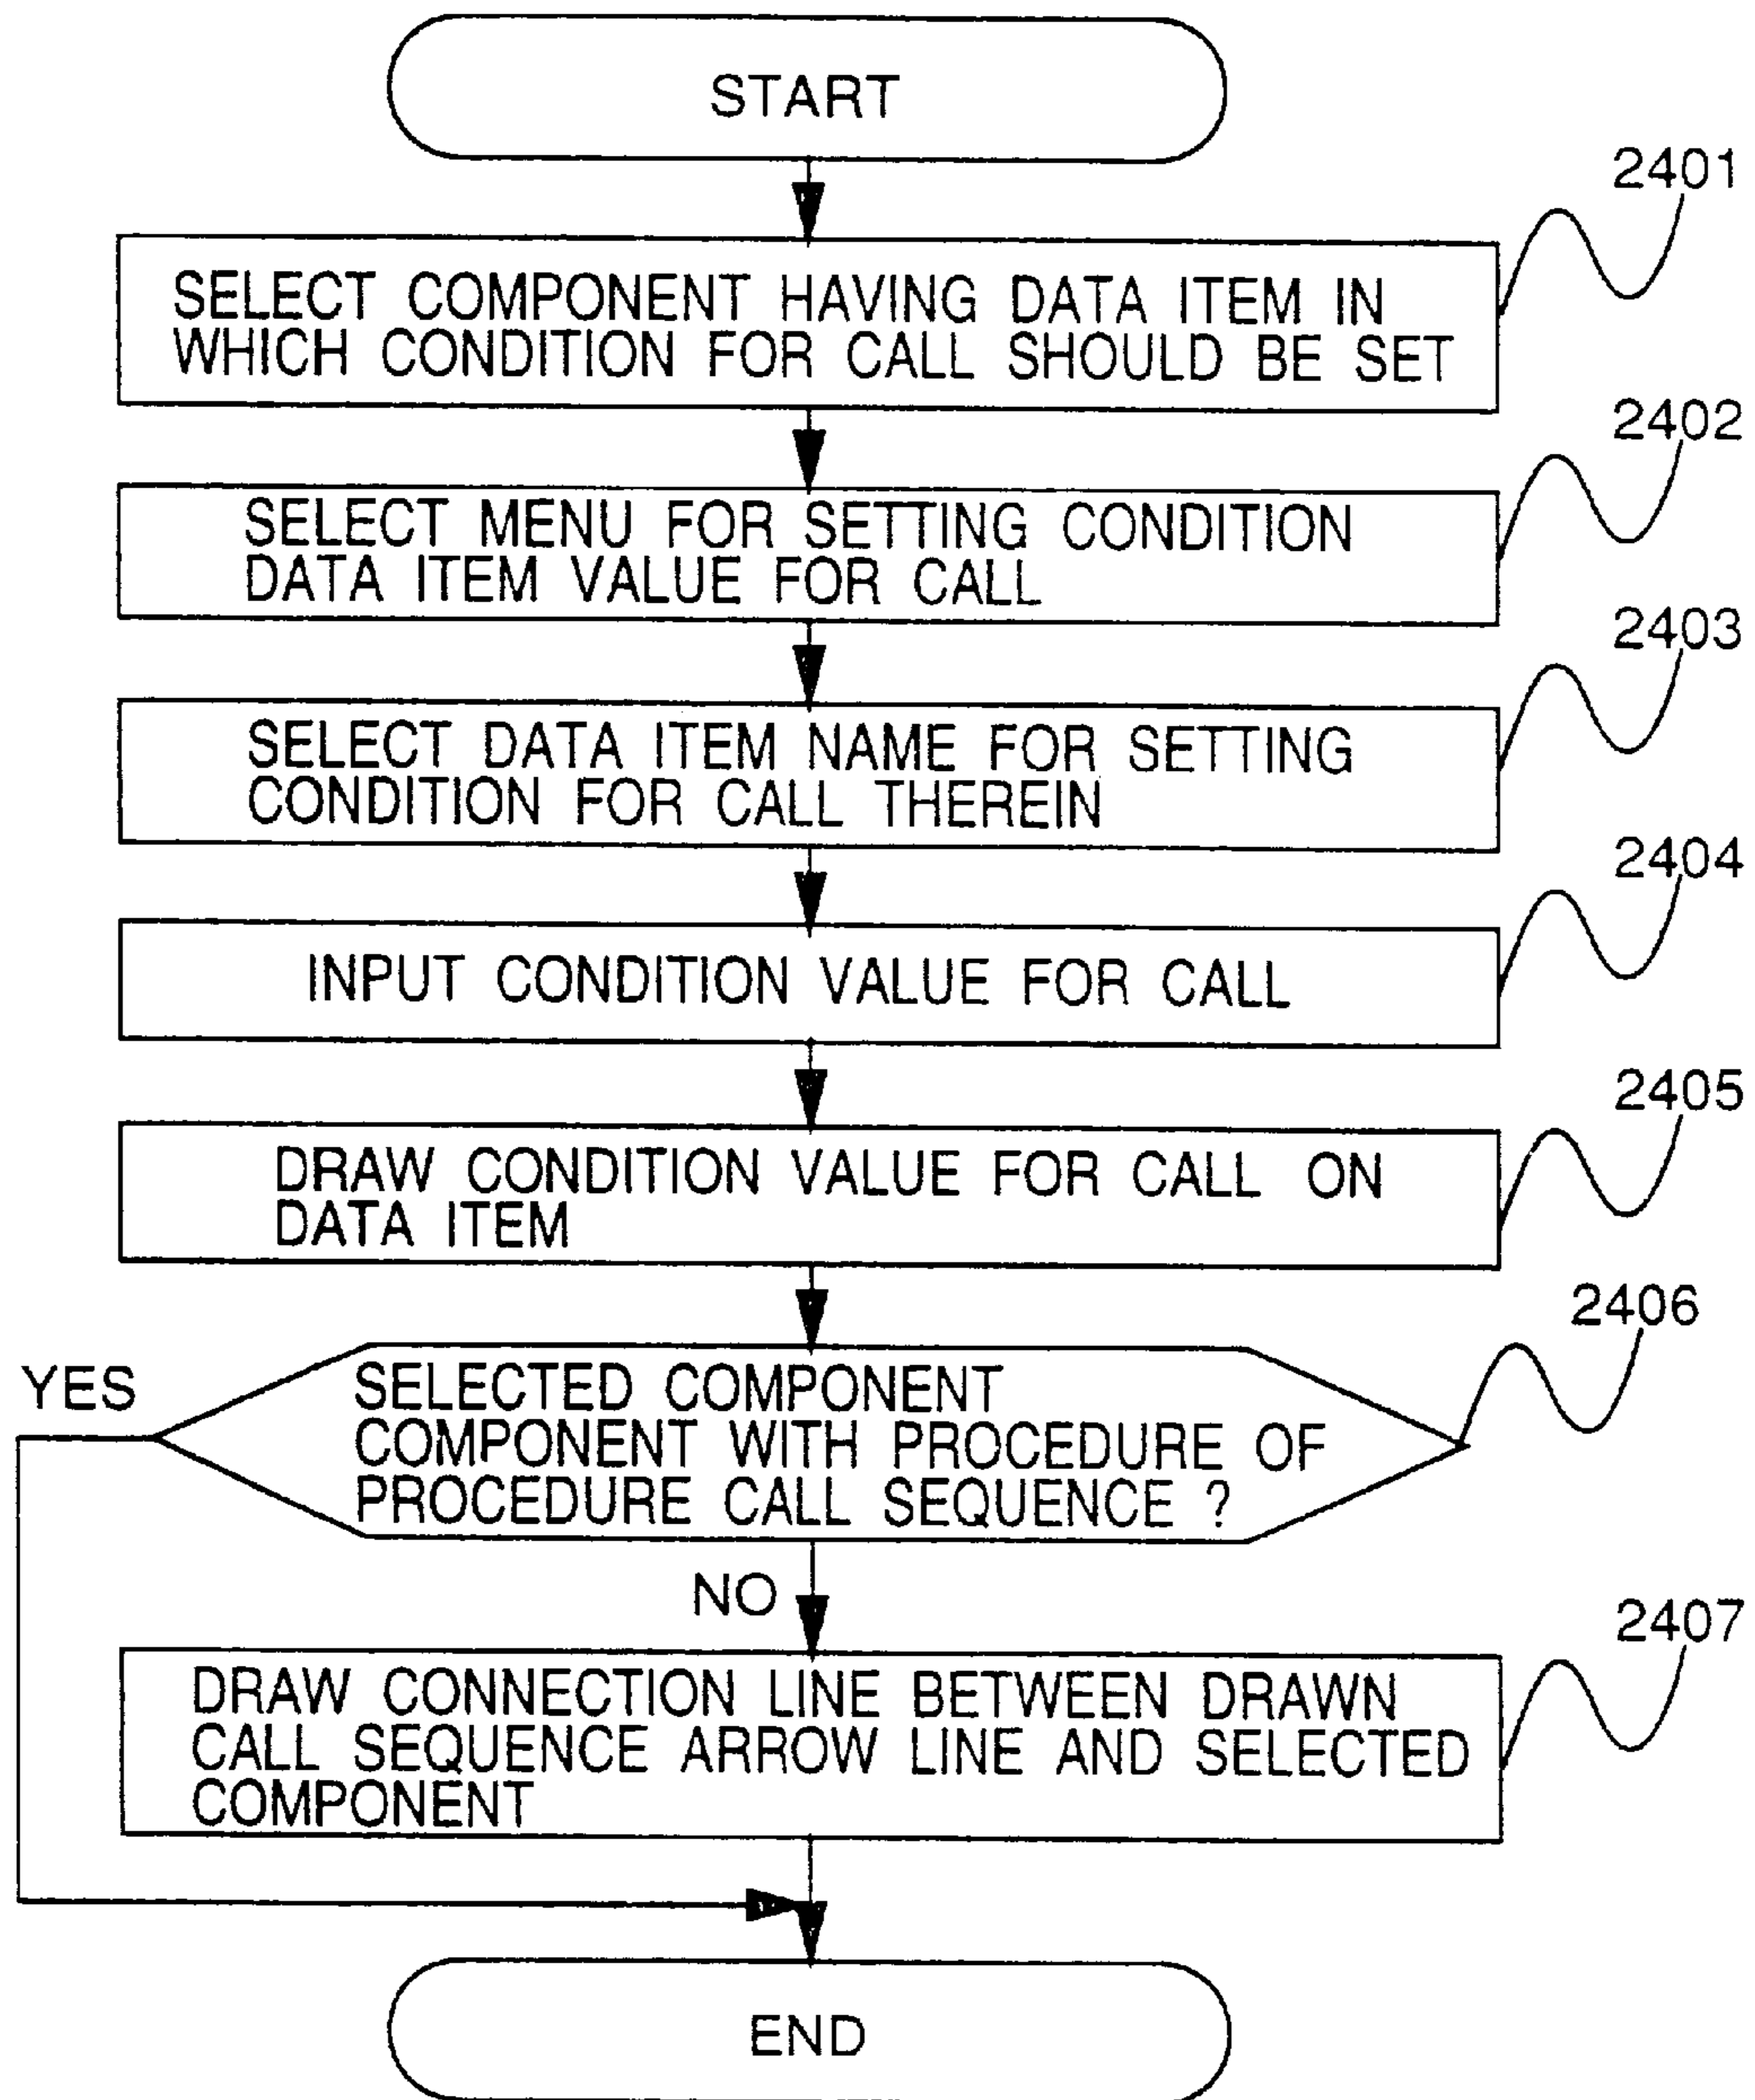 START
2401
SELECT COMPONENT HAVING DATA ITEM IN
WHICH CONDITION FOR CALL SHOULD BE SET
2402
SELECT MENU FOR SETTING CONDITION
DATA ITEM VALUE FOR CALL
2403
SELECT DATA ITEM NAME FOR SETTING
CONDITION FOR CALL THEREIN
2404
INPUT CONDITION VALUE FOR CALL
2405
DRAW CONDITION VALUE FOR CALL ON
DATA ITEM
2406
YES
SELECTED COMPONENT
COMPONENT WITH PROCEDURE OF
PROCEDURE CALL SEQUENCE ?
NO
2407
DRAW CONNECTION LINE BETWEEN DRAWN
CALL SEQUENCE ARROW LINE AND SELECTED
COMPONENT
END